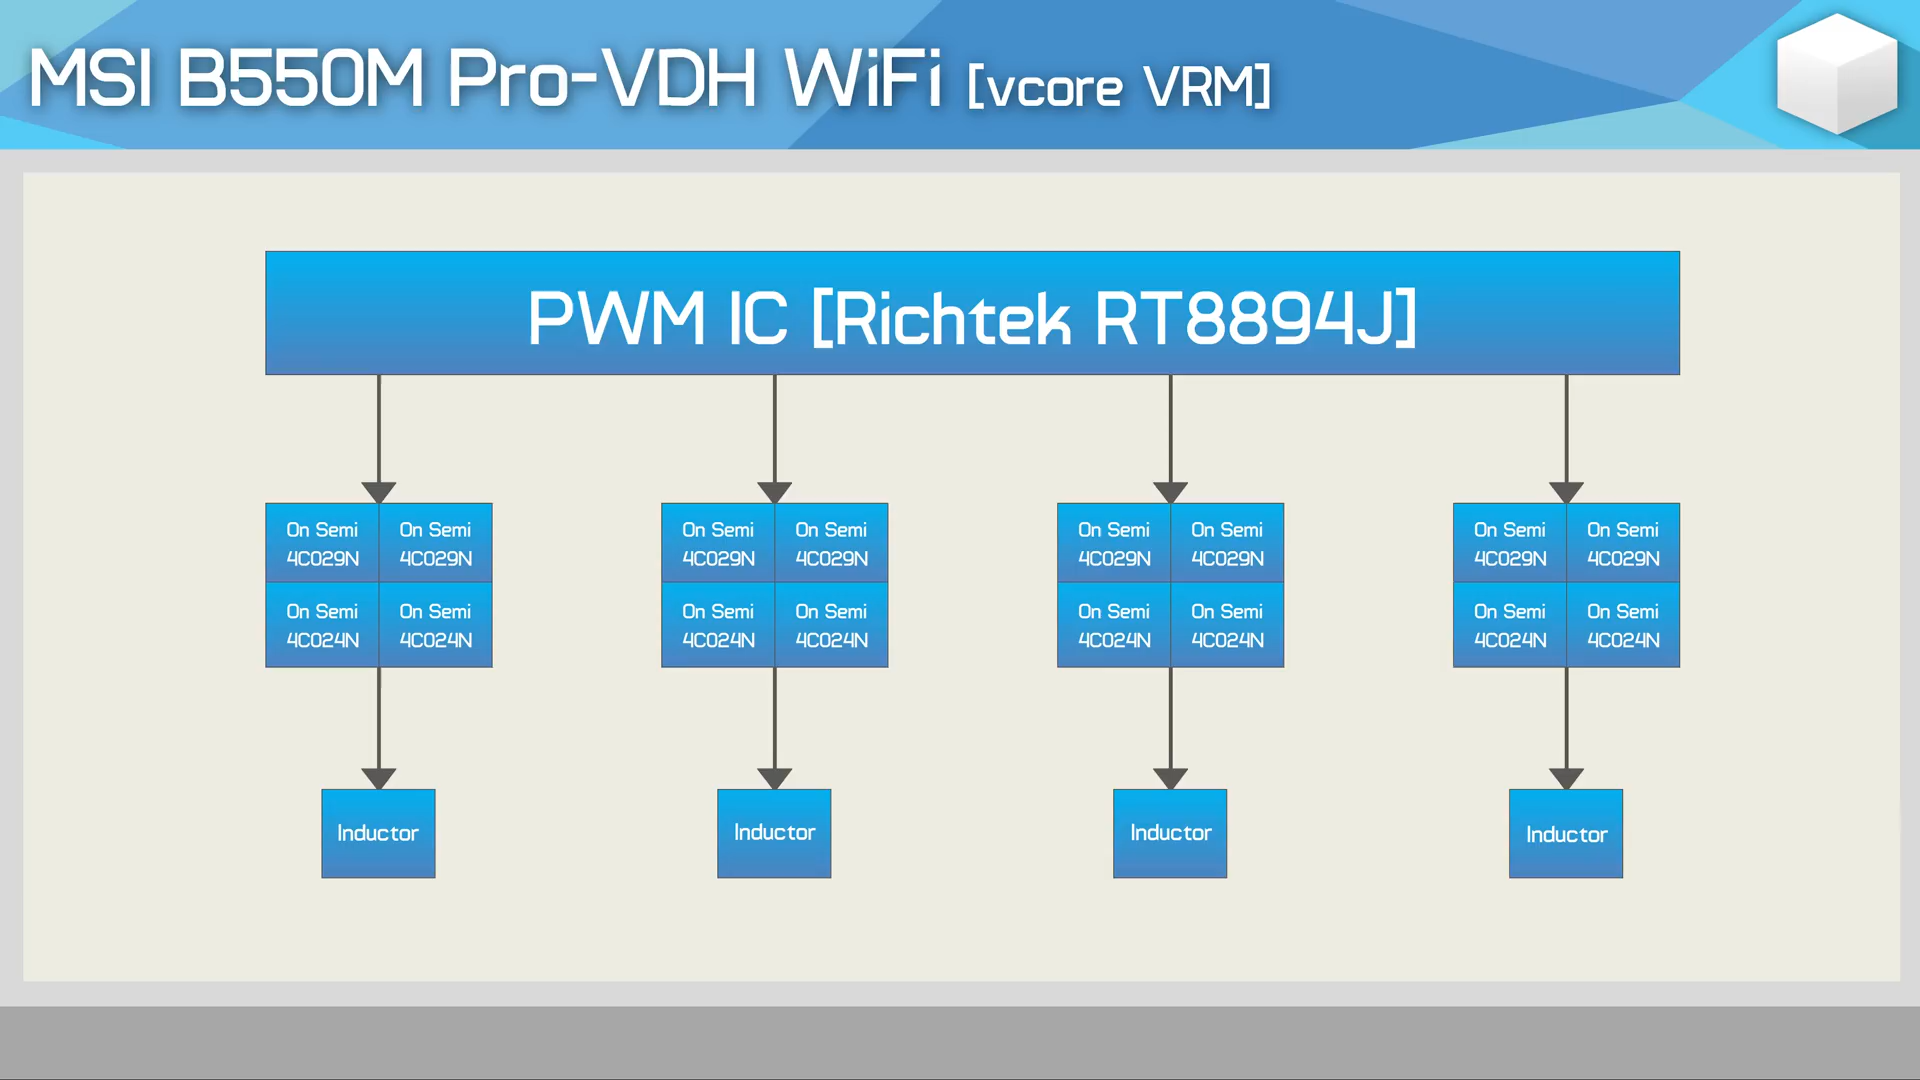 MSI B550M Pro-VDH WiFi [vcore VRM]
PWM IC [Richtek RT8894J]
On Semi On Semi On Semi On Semi On Semi On Semi On Semi On Semi
4C029N 4C029N 4C029N 4C029N 4C029N 4C029N 4C029N 4C029N
On Semi On Semi On Semi On Semi On Semi On Semi On Semi On Semi
4C024N 4C024N 4C024N 4C024N 4C024N 4C024N 4C024N 4C024N
Inductor Inductor Inductor Inductor